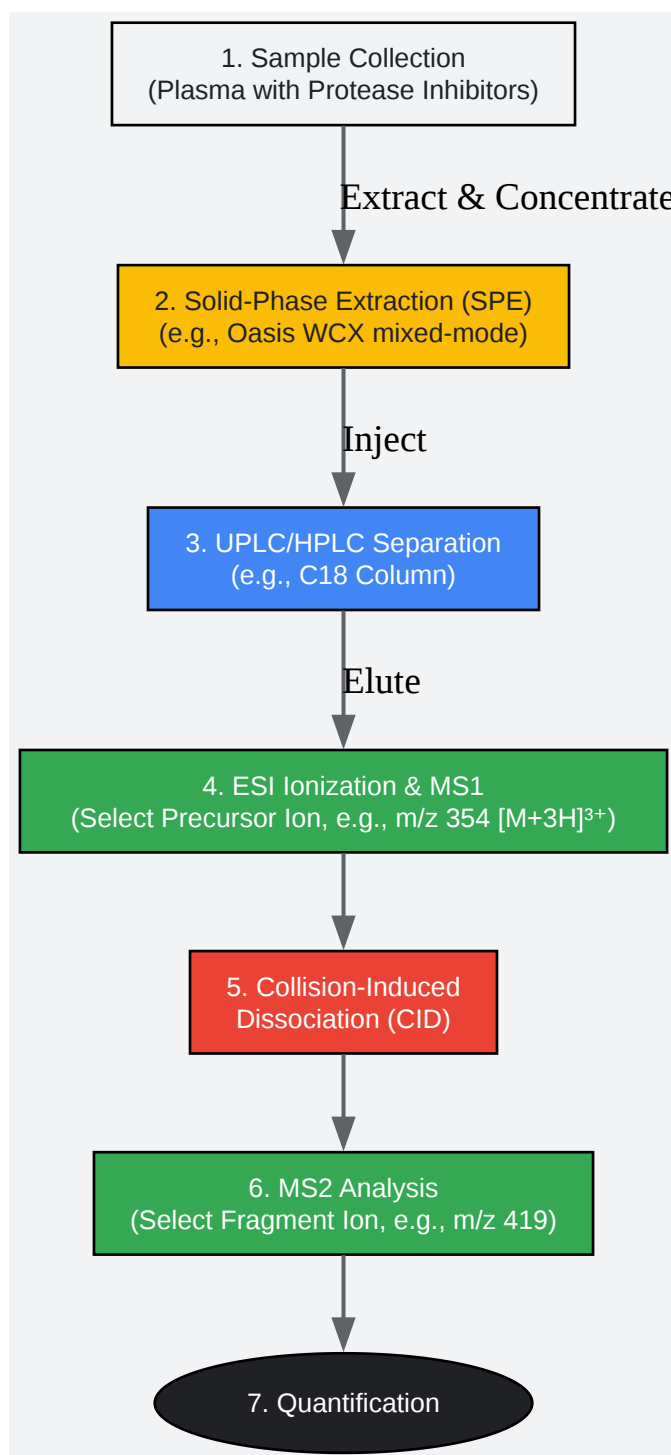 1. Sample Collection
(Plasma with Protease Inhibitors)
Extract & Concentrate
2. Solid-Phase Extraction (SPE)
(e.g., Oasis WCX mixed-mode)
Inject
3. UPLC/HPLC Separation
(e.g., C18 Column)
Elute
4. ESI Ionization & MS1
(Select Precursor Ion, e.g., m/z 354 [M+3H]³⁺)
5. Collision-Induced
Dissociation (CID)
6. MS2 Analysis
(Select Fragment Ion, e.g., m/z 419)
7. Quantification